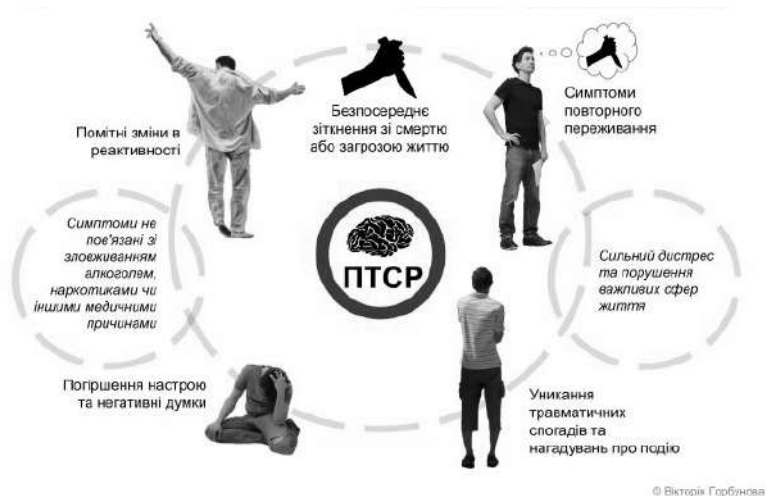 Безпосереднє
зіткнення зі смертю
або загрозою життю
Симптоми
повторного
переживання
Сильний дистрес
та порушення
важливих сфер
життя
Уникання
травматичних
спогадів та
нагадувань про подію
Погіршення настрою
та негативні думки
Симптоми не
пов'язані зі
зловживанням
алкоголем,
наркотиками чи
іншими медичними
причинами
Помітні зміни в
реактивності
ПТСР
© Вікторія Горбунова